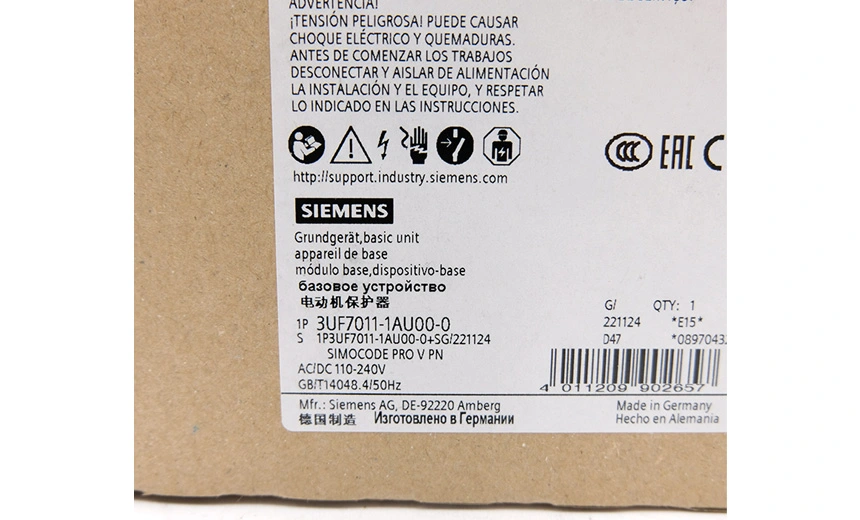 ADVERTENCIA!
¡TENSIÓN PELIGROSA! PUEDE CAUSAR
CHOQUE ELÉCTRICO Y QUEMADURAS.
ANTES DE COMENZAR LOS TRABAJOS
DESCONECTAR Y AISLAR DE ALIMENTACIÓN
LA INSTALACIÓN Y EL EQUIPO, Y RESPETAR
LO INDICADO EN LAS INSTRUCCIONES.
CCC EAC C
http://support.industry.siemens.com
SIEMENS
Grundgerät,basic unit
appareil de base
módulo base,dispositivo-base
базовое устройство
电动机保护器
1P 3UF7011-1AU00-0
S 1P3UF7011-1AU00-0+SG/221124
SIMOCODE PRO V PN
AC/DC 110-240V
GB/T14048.4/50Hz
G/ QTY: 1
221124 *E15*
D47 *0897043
4 011209 902657
Mfr.: Siemens AG, DE-92220 Amberg
德国制造 Изготовлено в Германии
Made in Germany
Hecho en Alemania